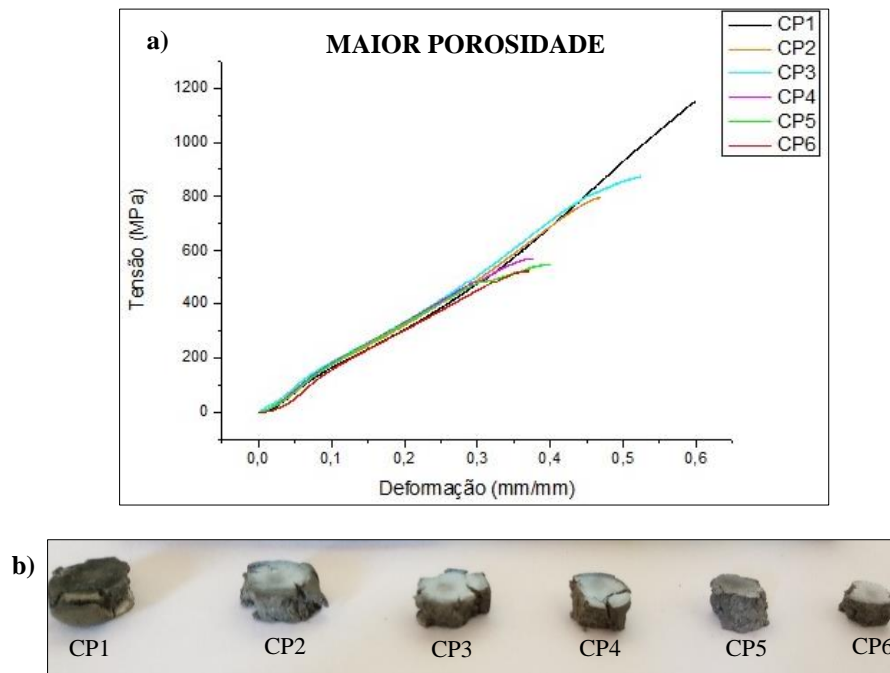 a)
MAIOR POROSIDADE
CP1
CP2
CP3
CP4
CP5
CP6
1200
1000
800
600
400
200
0
Tensão (MPa)
0,0 0,1 0,2 0,3 0,4 0,5 0,6
Deformação (mm/mm)
b)
CP1 CP2 CP3 CP4 CP5 CP6